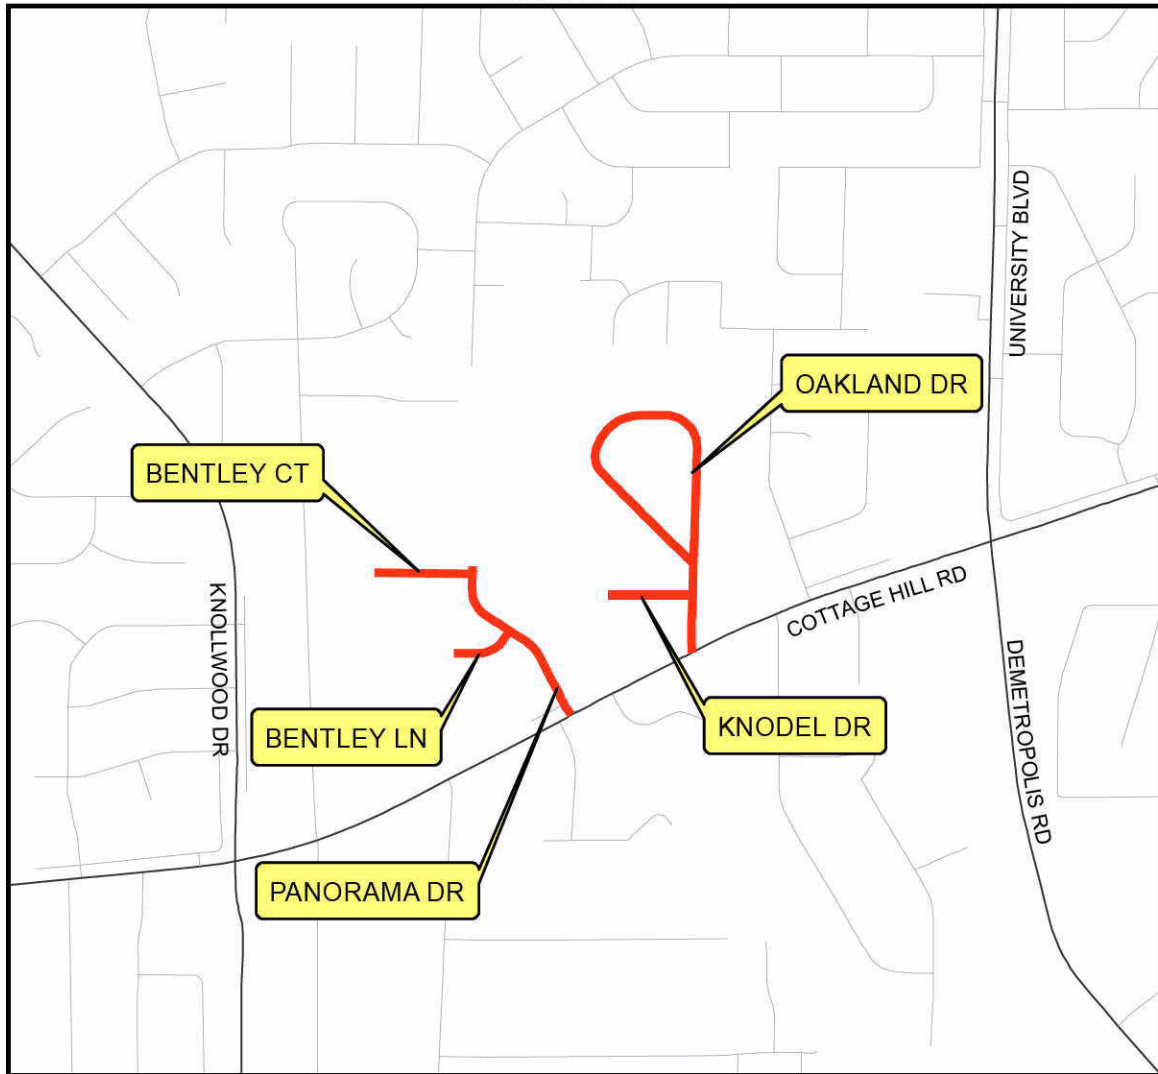 UNIVERSITY BLVD
OAKLAND DR
BENTLEY CT
COTTAGE HILL RD
KNOLLWOOD DR
DEMETROPOLIS RD
KNODEL DR
BENTLEY LN
PANORAMA DR